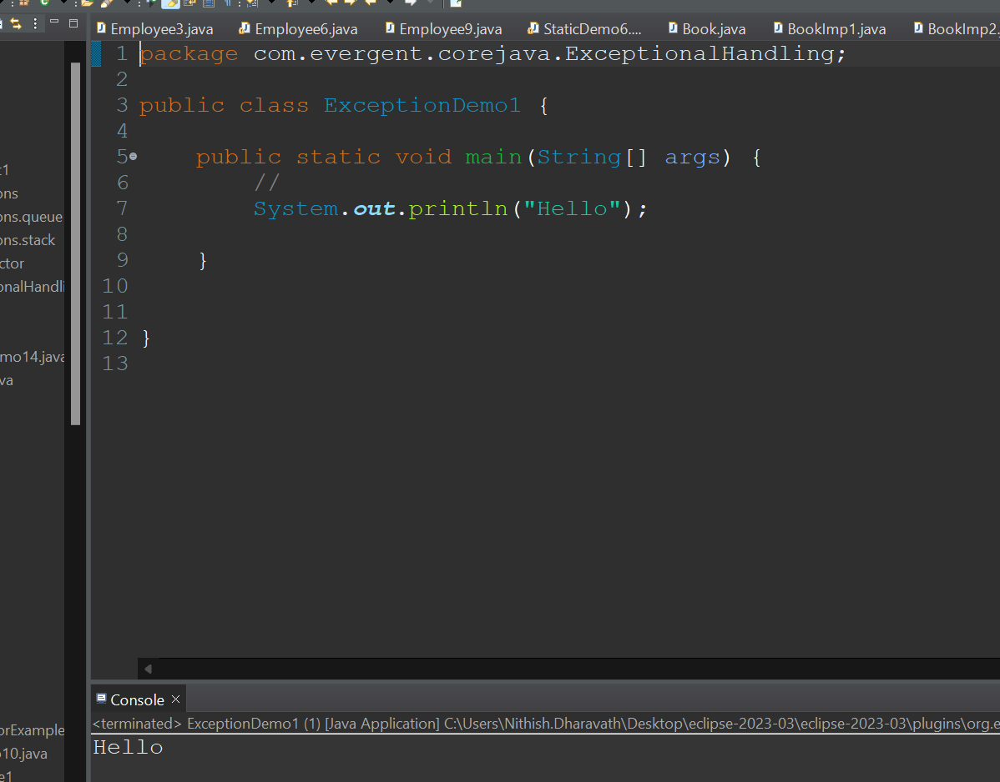 Employee3.java Employee6.java Employee9.java StaticDemo6.... Book.java BookImp1.java BookImp2.
1 package com.evergent.corejava.ExceptionalHandling;
2
3 public class ExceptionDemo1 {
4
5 public static void main(String[] args) {
6 //
7 System.out.println("Hello");
8
9 }
10
11
12 }
13
t1
ons
ons.queue
ons.stack
ctor
onalHandli
mo14.java
va
orExample
10.java
e1
Console
<terminated> ExceptionDemo1 (1) [Java Application] C:\Users\Nithish.Dharavath\Desktop\eclipse-2023-03\eclipse-2023-03\plugins\org.e
Hello